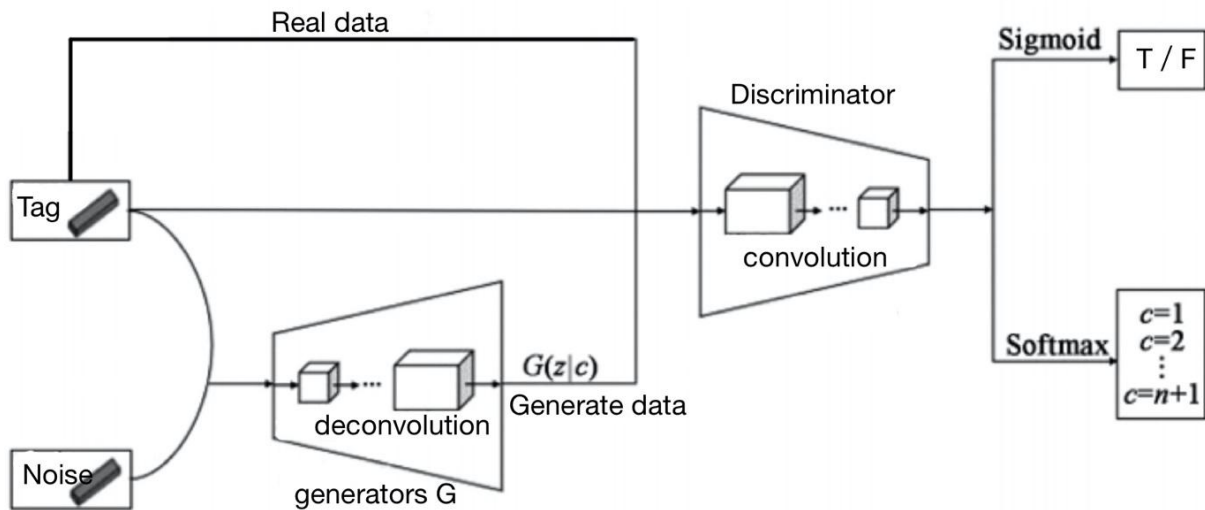 Real data
Sigmoid
T / F
Discriminator
Tag
convolution
c=1
c=2
⋮
c=n+1
Softmax
G(z|c)
...
...
deconvolution
Generate data
Noise
generators G